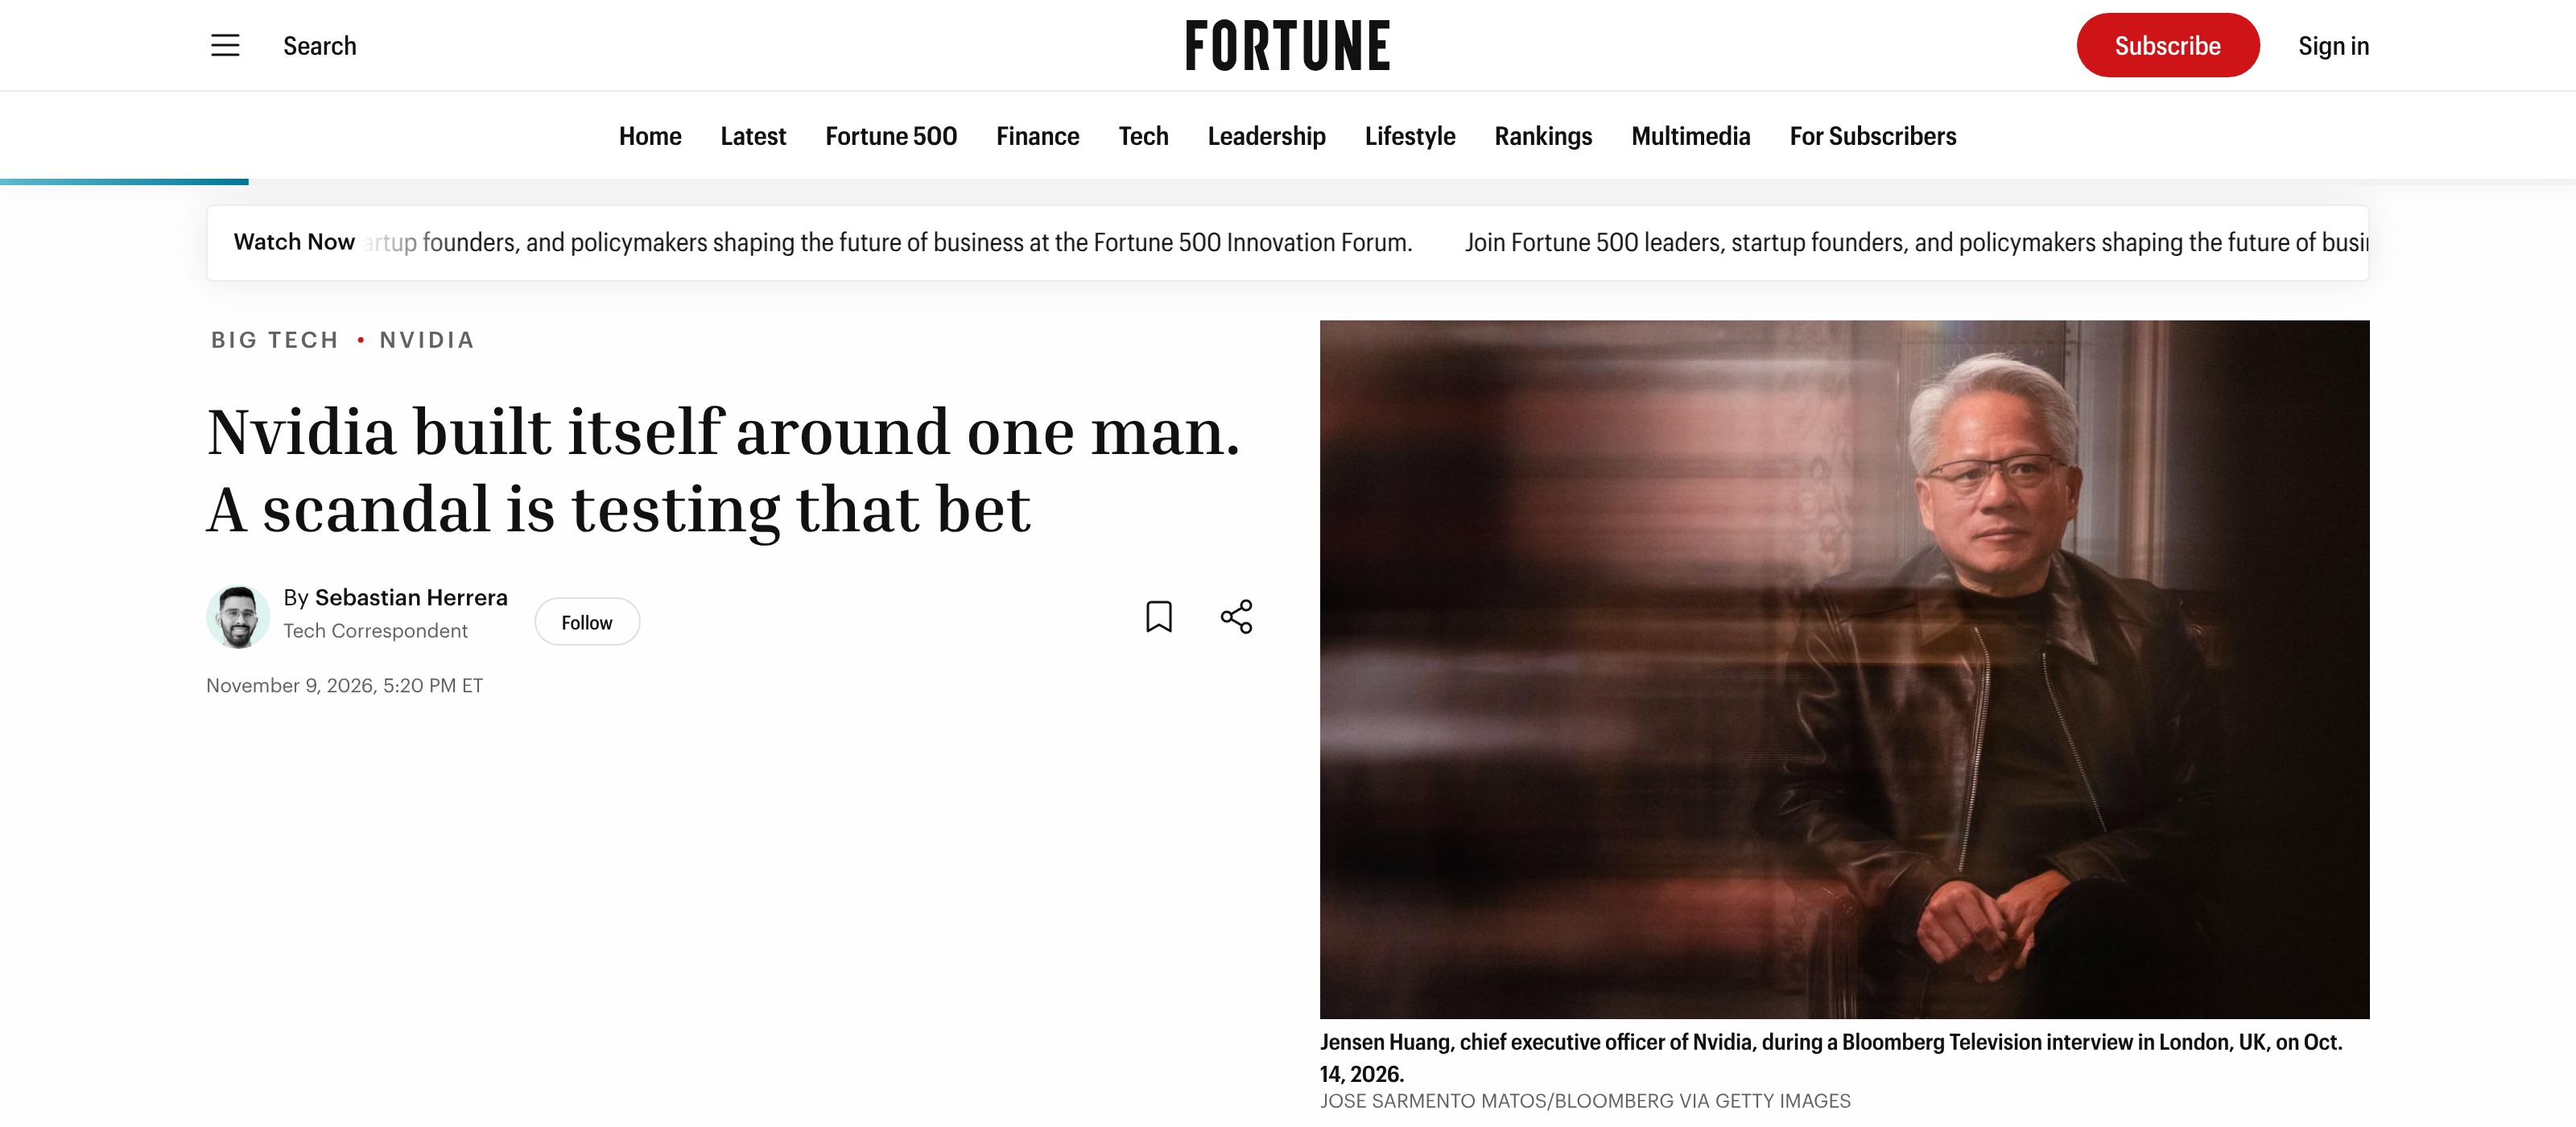 Search
FORTUNE
Subscribe
Sign in
Home Latest Fortune 500 Finance Tech Leadership Lifestyle Rankings Multimedia For Subscribers
Watch Now artup founders, and policymakers shaping the future of business at the Fortune 500 Innovation Forum. Join Fortune 500 leaders, startup founders, and policymakers shaping the future of busi
BIG TECH • NVIDIA
Nvidia built itself around one man.
A scandal is testing that bet
By Sebastian Herrera
Tech Correspondent
Follow
November 9, 2026, 5:20 PM ET
Jensen Huang, chief executive officer of Nvidia, during a Bloomberg Television interview in London, UK, on Oct.
14, 2026.
JOSE SARMENTO MATOS/BLOOMBERG VIA GETTY IMAGES